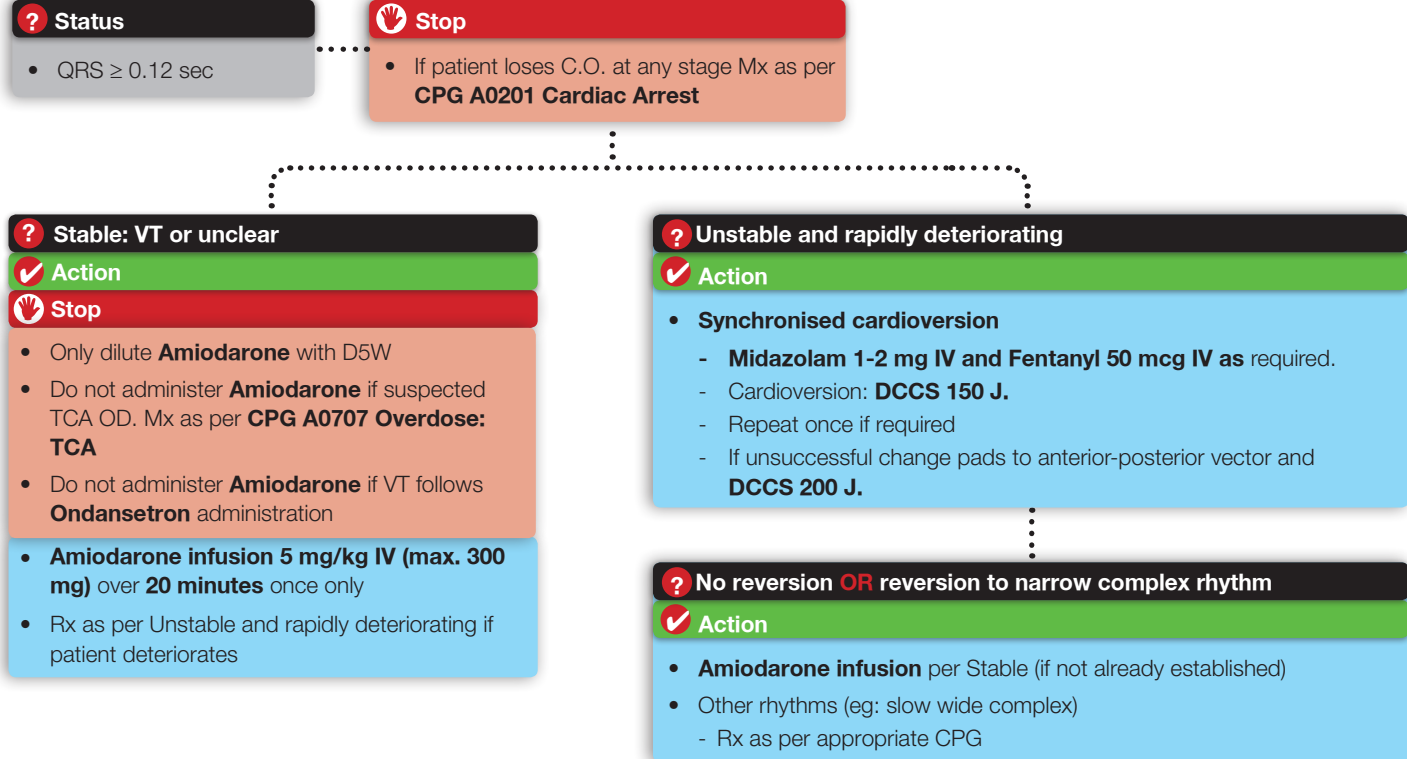 Status
• QRS ≥ 0.12 sec
Stop
• If patient loses C.O. at any stage Mx as per
CPG A0201 Cardiac Arrest
Stable: VT or unclear
Action
Stop
• Only dilute Amiodarone with D5W
• Do not administer Amiodarone if suspected
TCA OD. Mx as per CPG A0707 Overdose:
TCA
• Do not administer Amiodarone if VT follows
Ondansetron administration
• Amiodarone infusion 5 mg/kg IV (max. 300
mg) over 20 minutes once only
• Rx as per Unstable and rapidly deteriorating if
patient deteriorates
Unstable and rapidly deteriorating
Action
• Synchronised cardioversion
- Midazolam 1-2 mg IV and Fentanyl 50 mcg IV as required.
- Cardioversion: DCCS 150 J.
- Repeat once if required
- If unsuccessful change pads to anterior-posterior vector and
DCCS 200 J.
No reversion OR reversion to narrow complex rhythm
Action
• Amiodarone infusion per Stable (if not already established)
• Other rhythms (eg: slow wide complex)
- Rx as per appropriate CPG